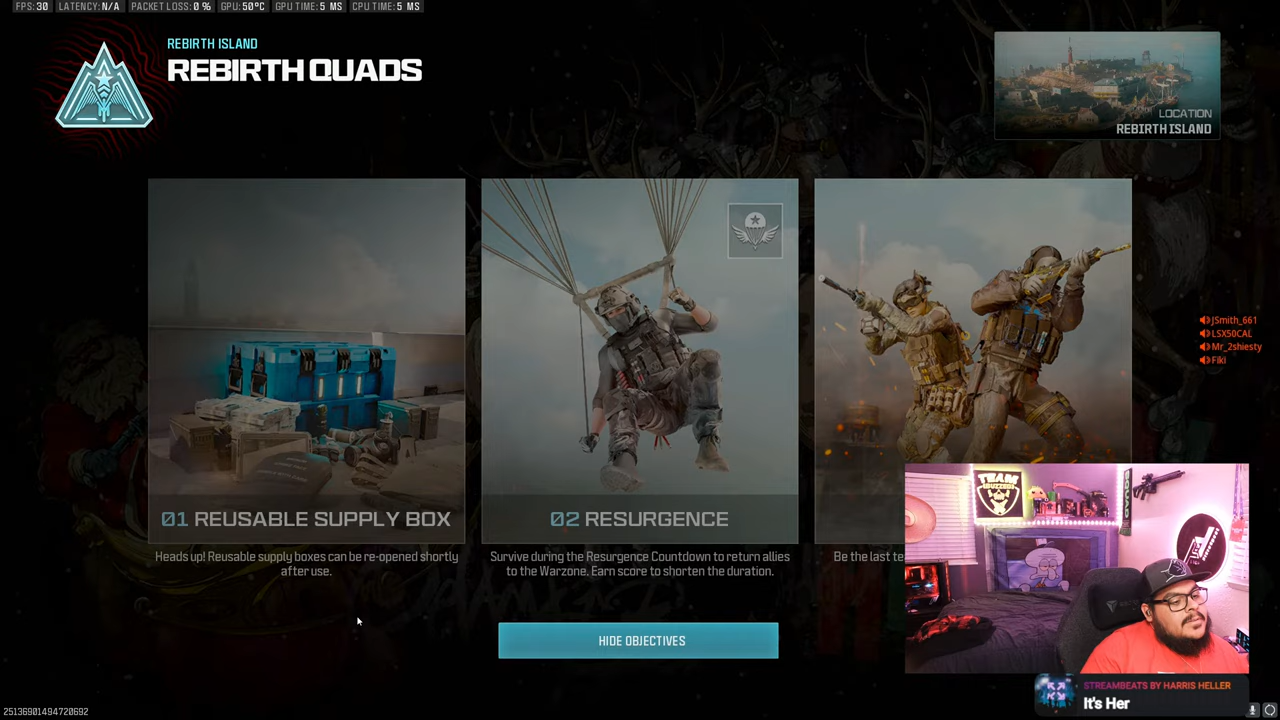 FPS: 30 LATENCY: N/A PACKET LOSS: 0 % GPU: 50°C GPU TIME: 5 MS CPU TIME: 5 MS
REBIRTH ISLAND
REBIRTH QUADS
LOCATION
REBIRTH ISLAND
JSmith_661
LSX50CAL
Mr_2shiesty
Fiki
01 REUSABLE SUPPLY BOX
02 RESURGENCE
Heads up! Reusable supply boxes can be re-opened shortly
after use.
Survive during the Resurgence Countdown to return allies
to the Warzone. Earn score to shorten the duration.
Be the last te
TEAM
HIDE OBJECTIVES
STREAMBEATS BY HARRIS HELLER
It's Her
25136901494720692